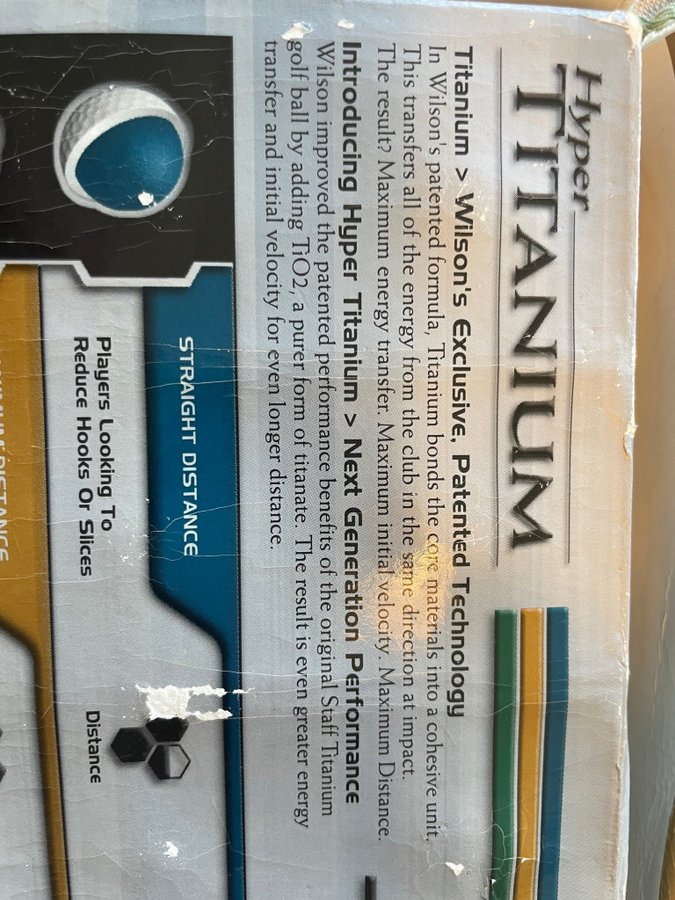 Hyper
TITANIUM
Titanium > Wilson's Exclusive, Patented Technology
In Wilson's patented formula, Titanium bonds the core materials into a cohesive unit.
This transfers all of the energy from the club in the same direction at impact.
The result? Maximum energy transfer. Maximum initial velocity. Maximum Distance.
Introducing Hyper Titanium > Next Generation Performance
Wilson improved the patented performance benefits of the original Staff Titanium
golf ball by adding TiO2, a purer form of titanate. The result is even greater energy
transfer and initial velocity for even longer distance.
STRAIGHT DISTANCE
Players Looking To
Reduce Hooks Or Slices
Distance
DISTANCE